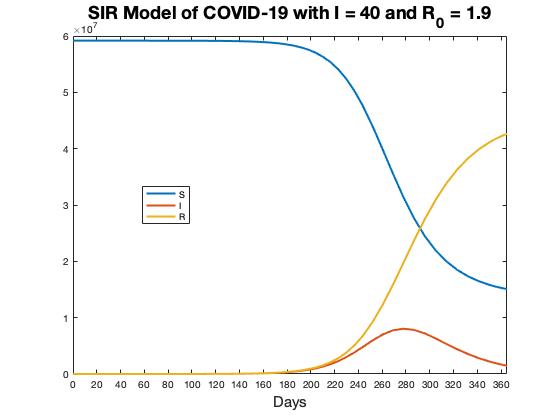 SIR Model of COVID-19 with I = 40 and R₀ = 1.9
×10⁷
6
5
4
3
2
1
0
S
I
R
0 20 40 60 80 100 120 140 160 180 200 220 240 260 280 300 320 340 360
Days